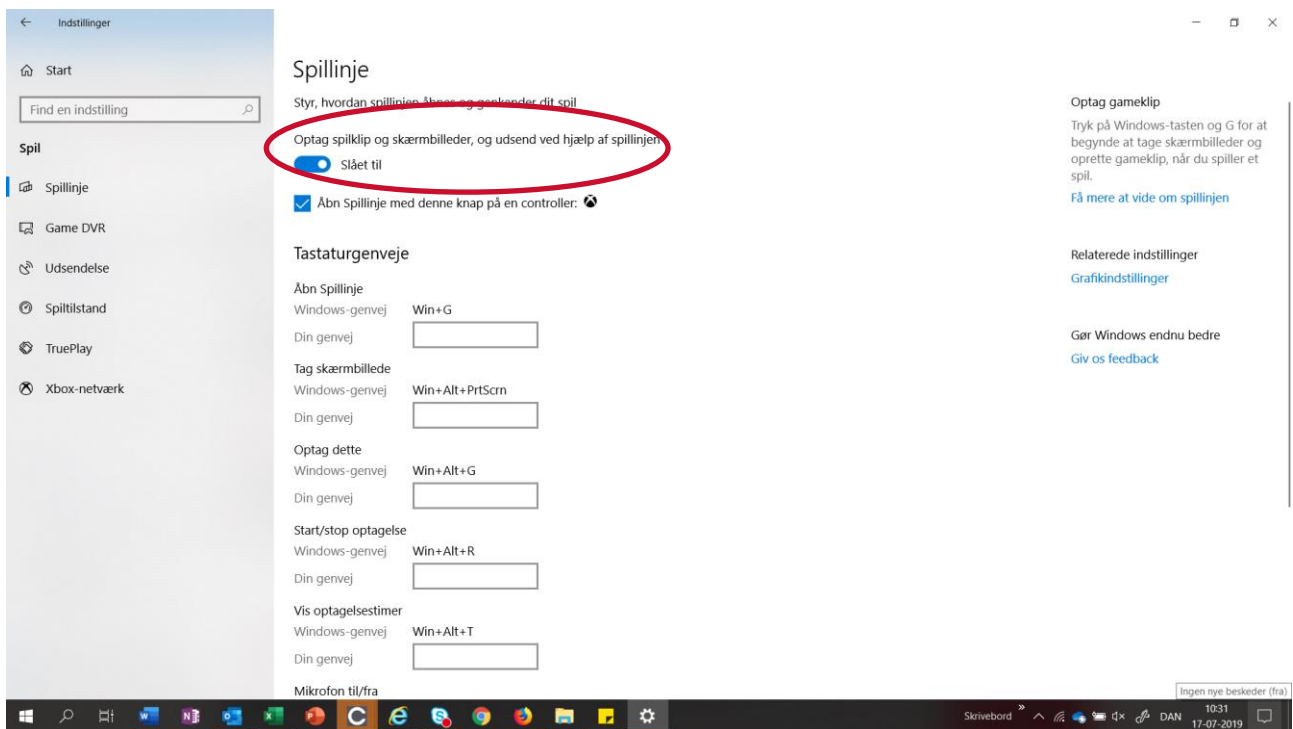 Indstillinger
Start
Find en indstilling
Spil
Spillinje
Game DVR
Udsendelse
Spiltilstand
TruePlay
Xbox-netværk
Spillinje
Styr, hvordan spillinjen åbnes og genkender dit spil
Optag spilklip og skærmbilleder, og udsend ved hjælp af spillinjen
Slået til
Åbn Spillinje med denne knap på en controller:
Tastaturgenveje
Åbn Spillinje
Windows-genvej Win+G
Din genvej
Tag skærmbillede
Windows-genvej Win+Alt+PrtScrn
Din genvej
Optag dette
Windows-genvej Win+Alt+G
Din genvej
Start/stop optagelse
Windows-genvej Win+Alt+R
Din genvej
Vis optagelsestimer
Windows-genvej Win+Alt+T
Din genvej
Mikrofon til/fra
Optag gameklip
Tryk på Windows-tasten og G for at
begynde at tage skærmbilleder og
oprette gameklip, når du spiller et
spil.
Få mere at vide om spillinjen
Relaterede indstillinger
Grafikindstillinger
Gør Windows endnu bedre
Giv os feedback
Ingen nye beskeder (fra)
Skrivebord » DAN 10:31
17-07-2019